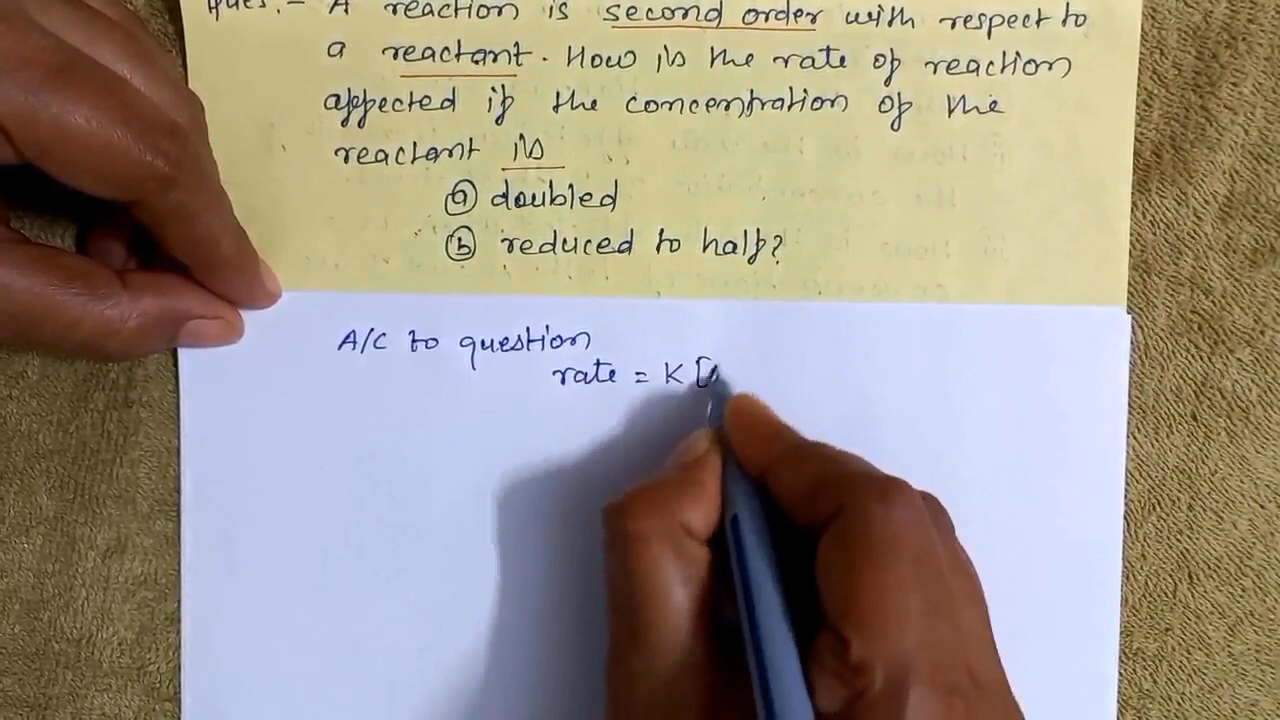 Ques.- A reaction is second order with respect to
a reactant. How is the rate of reaction
affected if the concentration of the
reactant is
(a) doubled
(b) reduced to half?
A/C to question
rate = K [